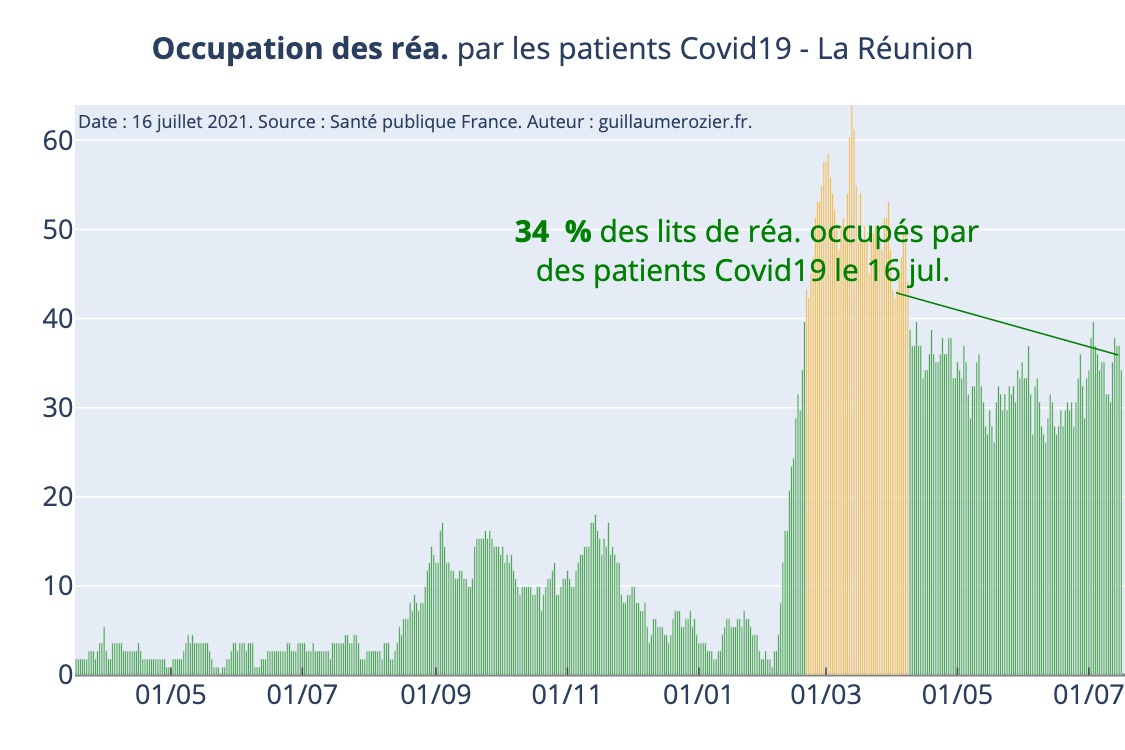 Occupation des réa. par les patients Covid19 - La Réunion
Date : 16 juillet 2021. Source : Santé publique France. Auteur : guillaumerozier.fr.
60
50
34 % des lits de réa. occupés par
des patients Covid19 le 16 jul.
40
30
20
10
0
01/05 01/07 01/09 01/11 01/01 01/03 01/05 01/07